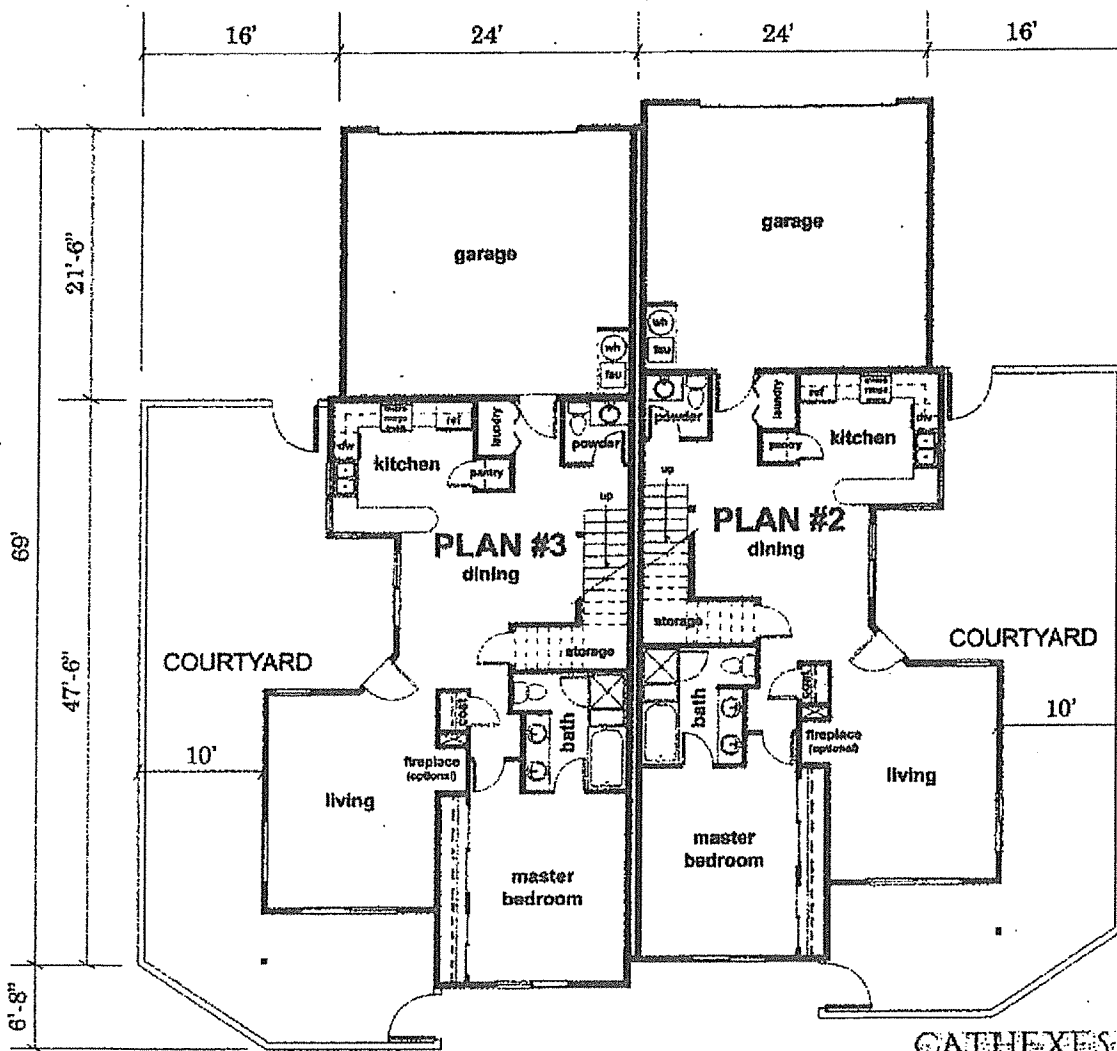 16'
24'
24'
16'
69'
21'-6"
47'-6"
6'-8"
garage
garage
wh
fau
wh
fau
ref
laundry
powder
dw
kitchen
pantry
up
powder
laundry
ref
pantry
kitchen
dw
up
PLAN #3
dining
PLAN #2
dining
storage
storage
COURTYARD
COURTYARD
coat
bath
bath
coat
10'
10'
fireplace
(optional)
fireplace
(optional)
living
living
master
bedroom
master
bedroom
CATHEXES